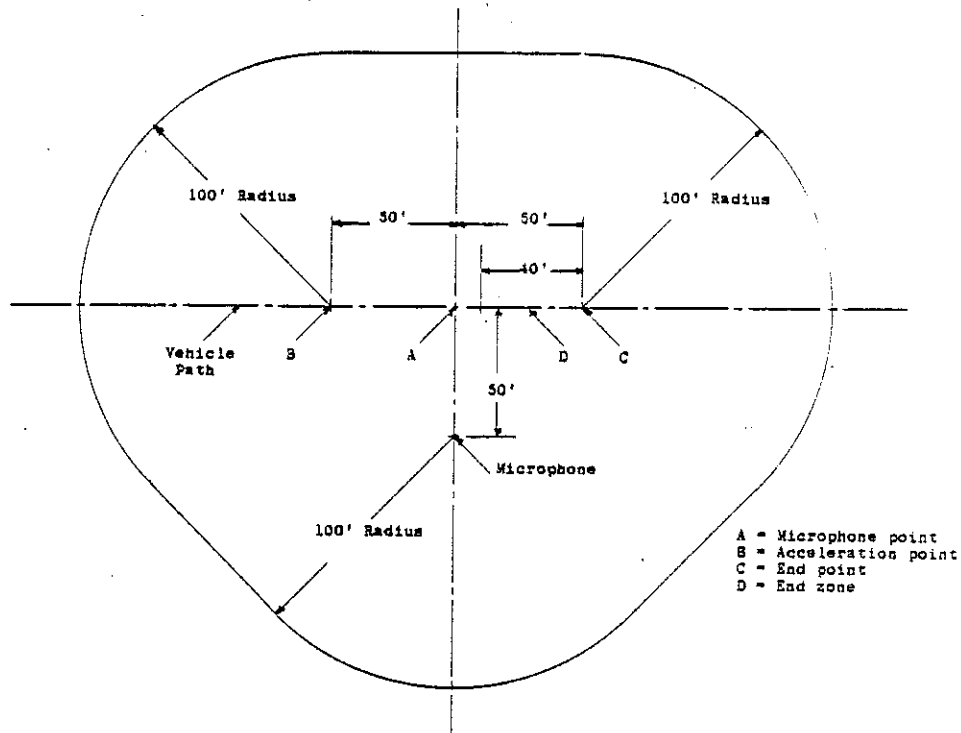 100' Radius
100' Radius
50'
50'
40'
Vehicle
Path
B
A
D
C
50'
Microphone
100' Radius
A = Microphone point
B = Acceleration point
C = End point
D = End zone